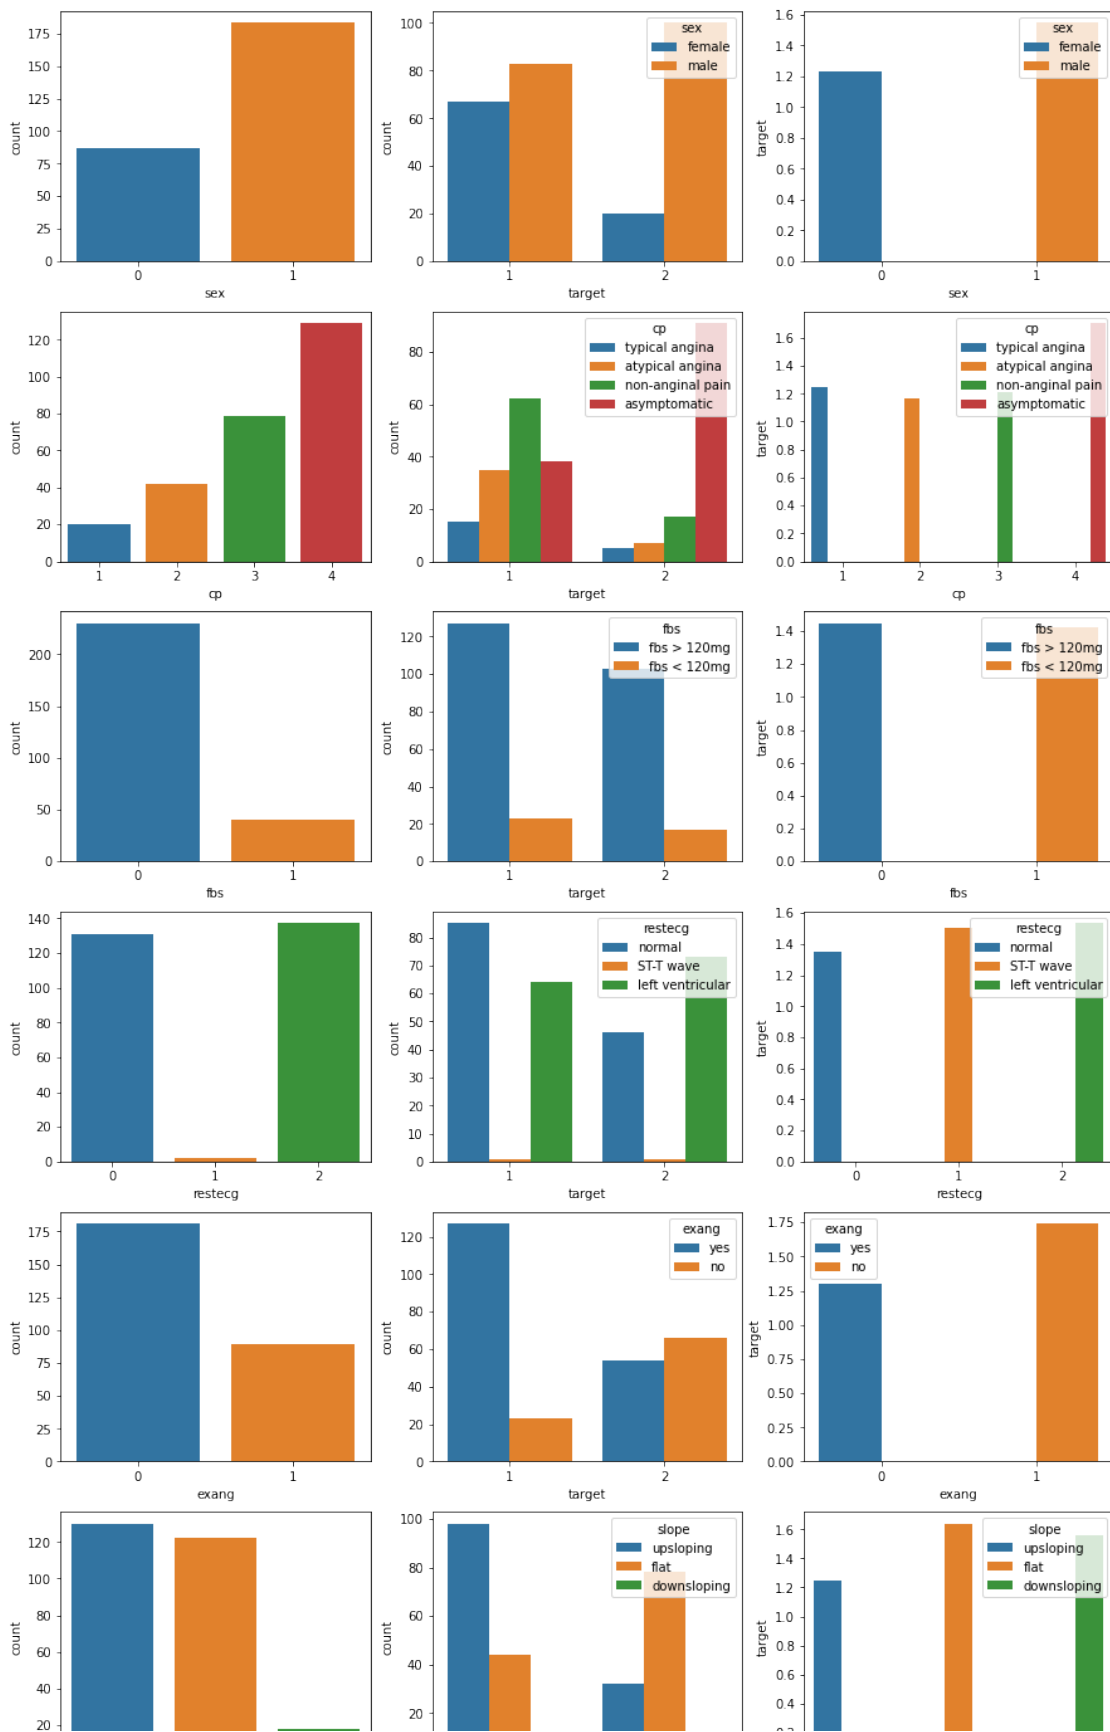 175
150
125
100
75
50
25
0
count
0 1
sex
100
80
60
40
20
0
count
sex
female
male
1 2
target
1.6
1.4
1.2
1.0
0.8
0.6
0.4
0.2
0.0
target
sex
female
male
0 1
sex
120
100
80
60
40
20
0
count
1 2 3 4
cp
80
60
40
20
0
count
cp
typical angina
atypical angina
non-anginal pain
asymptomatic
1 2
target
1.6
1.4
1.2
1.0
0.8
0.6
0.4
0.2
0.0
target
cp
typical angina
atypical angina
non-anginal pain
asymptomatic
1 2 3 4
cp
200
150
100
50
0
count
0 1
fbs
120
100
80
60
40
20
0
count
fbs
fbs > 120mg
fbs < 120mg
1 2
target
1.4
1.2
1.0
0.8
0.6
0.4
0.2
0.0
target
fbs
fbs > 120mg
fbs < 120mg
0 1
fbs
140
120
100
80
60
40
20
0
count
0 1 2
restecg
80
70
60
50
40
30
20
10
0
count
restecg
normal
ST-T wave
left ventricular
1 2
target
1.6
1.4
1.2
1.0
0.8
0.6
0.4
0.2
0.0
target
restecg
normal
ST-T wave
left ventricular
0 1 2
restecg
175
150
125
100
75
50
25
0
count
0 1
exang
120
100
80
60
40
20
0
count
exang
yes
no
1 2
target
1.75
1.50
1.25
1.00
0.75
0.50
0.25
0.00
target
exang
yes
no
0 1
exang
120
100
80
60
40
20
count
100
80
60
40
20
count
slope
upsloping
flat
downsloping
1.6
1.4
1.2
1.0
0.8
0.6
0.4
target
slope
upsloping
flat
downsloping